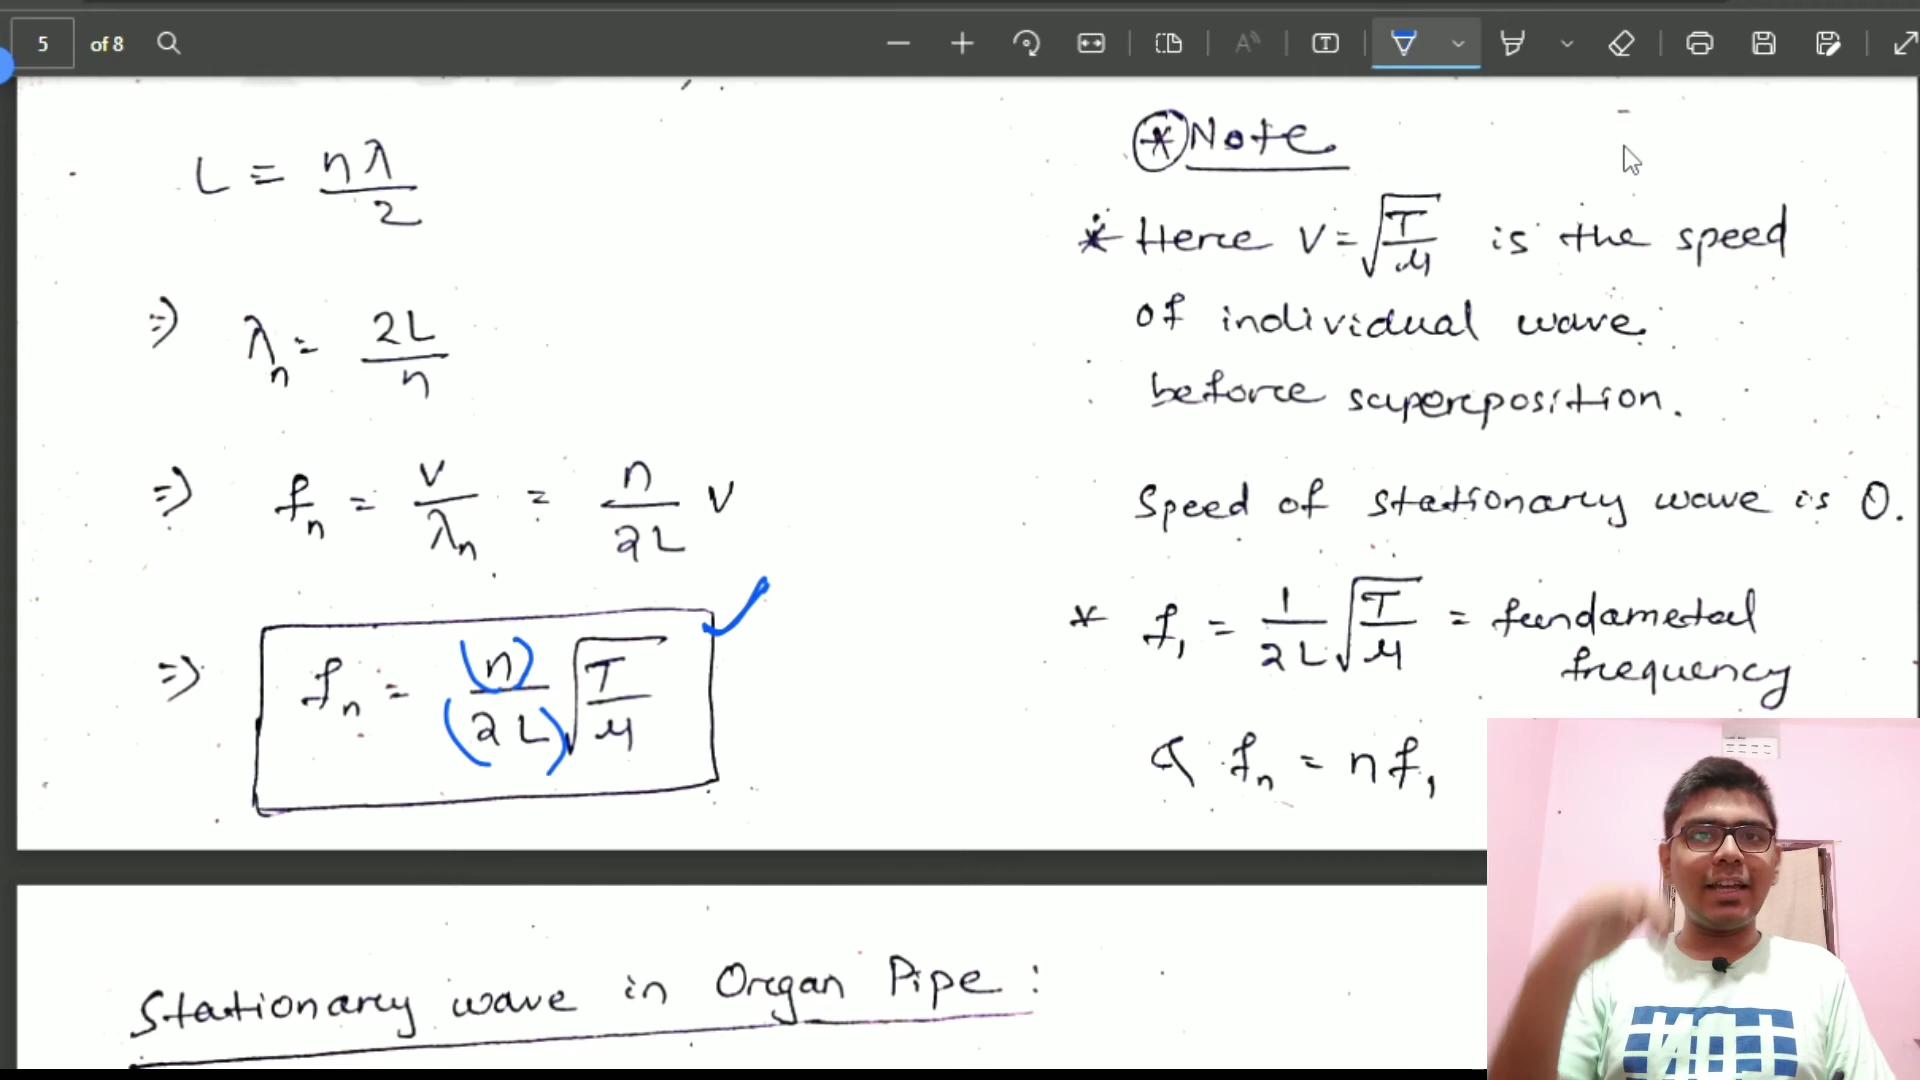 5 of 8
L = nλ/2
⇒ λn = 2L/n
⇒ fn = v/λn = n/2L v
⇒ fn = (n)/(2L) √T/μ
* Note
* Here v = √T/μ is the speed
of individual wave
before superposition.
Speed of stationary wave is 0.
* f1 = 1/2L √T/μ = fundametal
frequency
fn = nf1
Stationary wave in Organ Pipe :